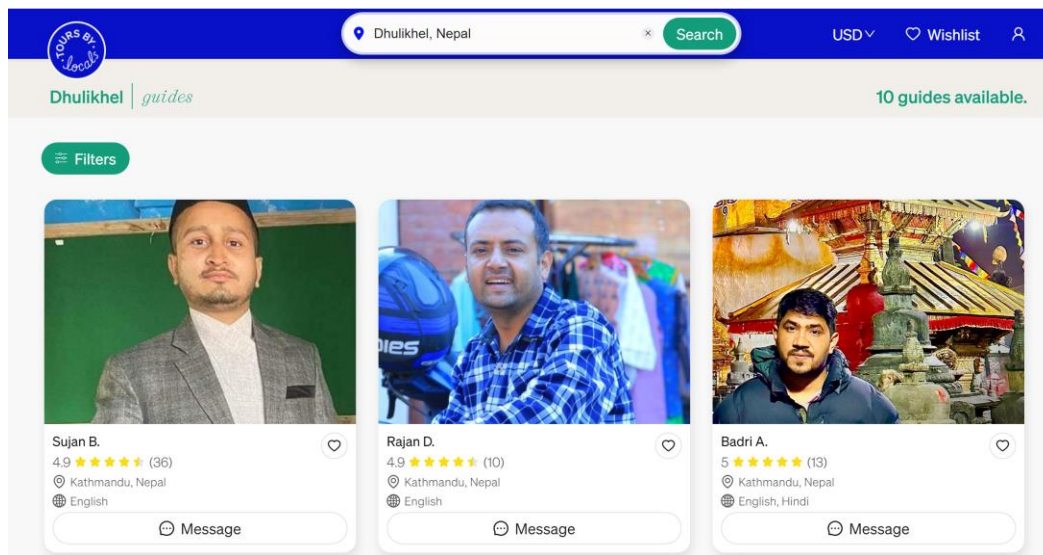 TOURS BY
locals
Dhulikhel, Nepal
Search
USD
Wishlist
Dhulikhel | guides
10 guides available.
Filters
Sujan B.
4.9 (36)
Kathmandu, Nepal
English
Message
Rajan D.
4.9 (10)
Kathmandu, Nepal
English
Message
Badri A.
5 (13)
Kathmandu, Nepal
English, Hindi
Message